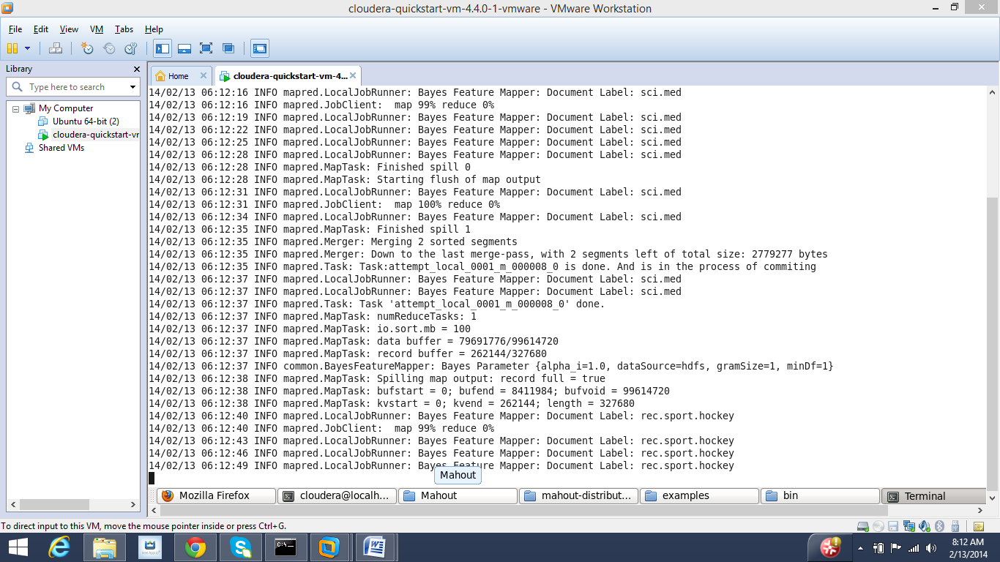 cloudera-quickstart-vm-4.4.0-1-vmware - VMware Workstation
File Edit View VM Tabs Help
Library
Type here to search
My Computer
Ubuntu 64-bit (2)
cloudera-quickstart-vr
Shared VMs
Home cloudera-quickstart-vm-4...
14/02/13 06:12:16 INFO mapred.LocalJobRunner: Bayes Feature Mapper: Document Label: sci.med
14/02/13 06:12:16 INFO mapred.JobClient:  map 99% reduce 0%
14/02/13 06:12:19 INFO mapred.LocalJobRunner: Bayes Feature Mapper: Document Label: sci.med
14/02/13 06:12:22 INFO mapred.LocalJobRunner: Bayes Feature Mapper: Document Label: sci.med
14/02/13 06:12:25 INFO mapred.LocalJobRunner: Bayes Feature Mapper: Document Label: sci.med
14/02/13 06:12:28 INFO mapred.LocalJobRunner: Bayes Feature Mapper: Document Label: sci.med
14/02/13 06:12:28 INFO mapred.MapTask: Finished spill 0
14/02/13 06:12:28 INFO mapred.MapTask: Starting flush of map output
14/02/13 06:12:31 INFO mapred.LocalJobRunner: Bayes Feature Mapper: Document Label: sci.med
14/02/13 06:12:31 INFO mapred.JobClient:  map 100% reduce 0%
14/02/13 06:12:34 INFO mapred.LocalJobRunner: Bayes Feature Mapper: Document Label: sci.med
14/02/13 06:12:35 INFO mapred.MapTask: Finished spill 1
14/02/13 06:12:35 INFO mapred.Merger: Merging 2 sorted segments
14/02/13 06:12:35 INFO mapred.Merger: Down to the last merge-pass, with 2 segments left of total size: 2779277 bytes
14/02/13 06:12:35 INFO mapred.Task: Task:attempt_local_0001_m_000008_0 is done. And is in the process of commiting
14/02/13 06:12:37 INFO mapred.LocalJobRunner: Bayes Feature Mapper: Document Label: sci.med
14/02/13 06:12:37 INFO mapred.LocalJobRunner: Bayes Feature Mapper: Document Label: sci.med
14/02/13 06:12:37 INFO mapred.Task: Task 'attempt_local_0001_m_000008_0' done.
14/02/13 06:12:37 INFO mapred.MapTask: numReduceTasks: 1
14/02/13 06:12:37 INFO mapred.MapTask: io.sort.mb = 100
14/02/13 06:12:37 INFO mapred.MapTask: data buffer = 79691776/99614720
14/02/13 06:12:37 INFO mapred.MapTask: record buffer = 262144/327680
14/02/13 06:12:37 INFO common.BayesFeatureMapper: Bayes Parameter {alpha_i=1.0, dataSource=hdfs, gramSize=1, minDf=1}
14/02/13 06:12:38 INFO mapred.MapTask: Spilling map output: record full = true
14/02/13 06:12:38 INFO mapred.MapTask: bufstart = 0; bufend = 8411984; bufvoid = 99614720
14/02/13 06:12:38 INFO mapred.MapTask: kvstart = 0; kvend = 262144; length = 327680
14/02/13 06:12:40 INFO mapred.LocalJobRunner: Bayes Feature Mapper: Document Label: rec.sport.hockey
14/02/13 06:12:40 INFO mapred.JobClient:  map 99% reduce 0%
14/02/13 06:12:43 INFO mapred.LocalJobRunner: Bayes Feature Mapper: Document Label: rec.sport.hockey
14/02/13 06:12:46 INFO mapred.LocalJobRunner: Bayes Feature Mapper: Document Label: rec.sport.hockey
14/02/13 06:12:49 INFO mapred.LocalJobRunner: Bayes Feature Mapper: Document Label: rec.sport.hockey
Mahout
Mozilla Firefox cloudera@localh... Mahout mahout-distribut... examples bin Terminal
To direct input to this VM, move the mouse pointer inside or press Ctrl+G.
8:12 AM
2/13/2014